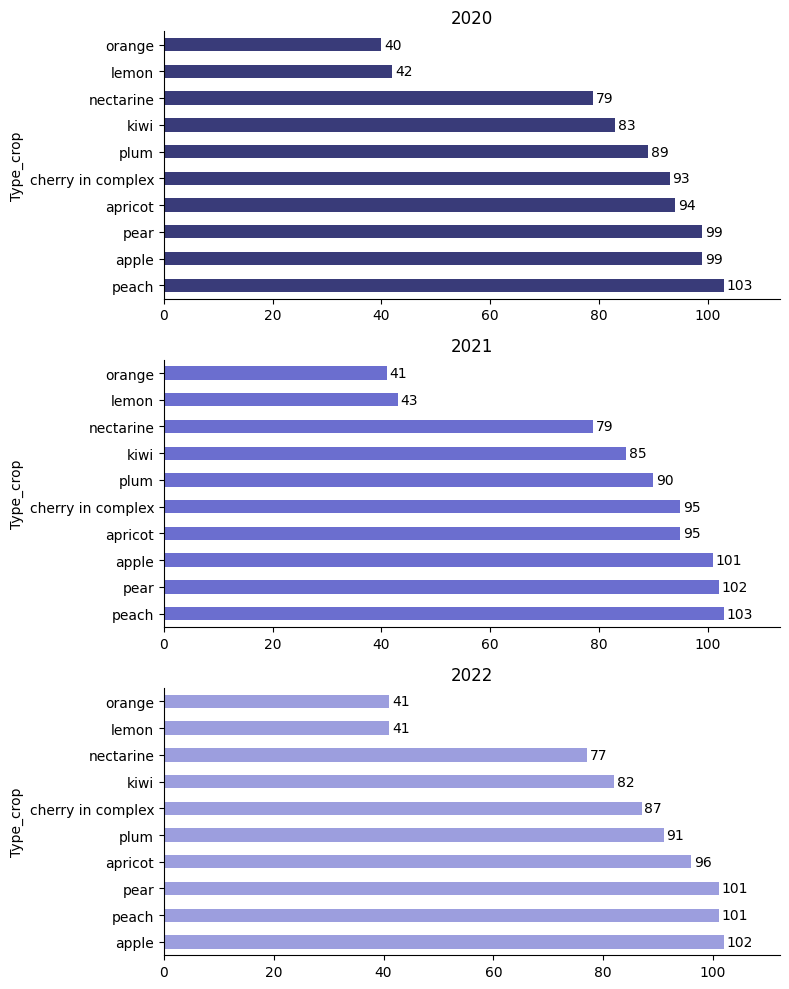 2020
Type_crop
orange 40
lemon 42
nectarine 79
kiwi 83
plum 89
cherry in complex 93
apricot 94
pear 99
apple 99
peach 103
0 20 40 60 80 100
2021
Type_crop
orange 41
lemon 43
nectarine 79
kiwi 85
plum 90
cherry in complex 95
apricot 95
apple 101
pear 102
peach 103
0 20 40 60 80 100
2022
Type_crop
orange 41
lemon 41
nectarine 77
kiwi 82
cherry in complex 87
plum 91
apricot 96
pear 101
peach 101
apple 102
0 20 40 60 80 100